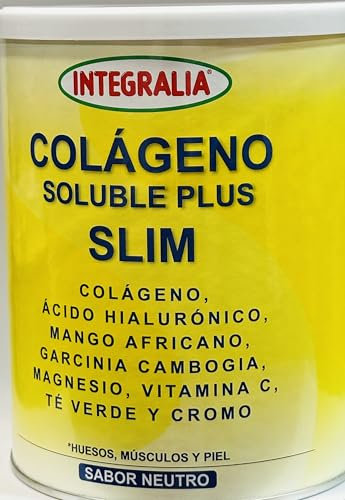 INTEGRALIA®
COLÁGENO
SOLUBLE PLUS
SLIM
COLÁGENO,
ÁCIDO HIALURÓNICO,
MANGO AFRICANO,
GARCINIA CAMBOGIA,
MAGNESIO, VITAMINA C,
TÉ VERDE Y CROMO
*HUESOS, MÚSCULOS Y PIEL
SABOR NEUTRO